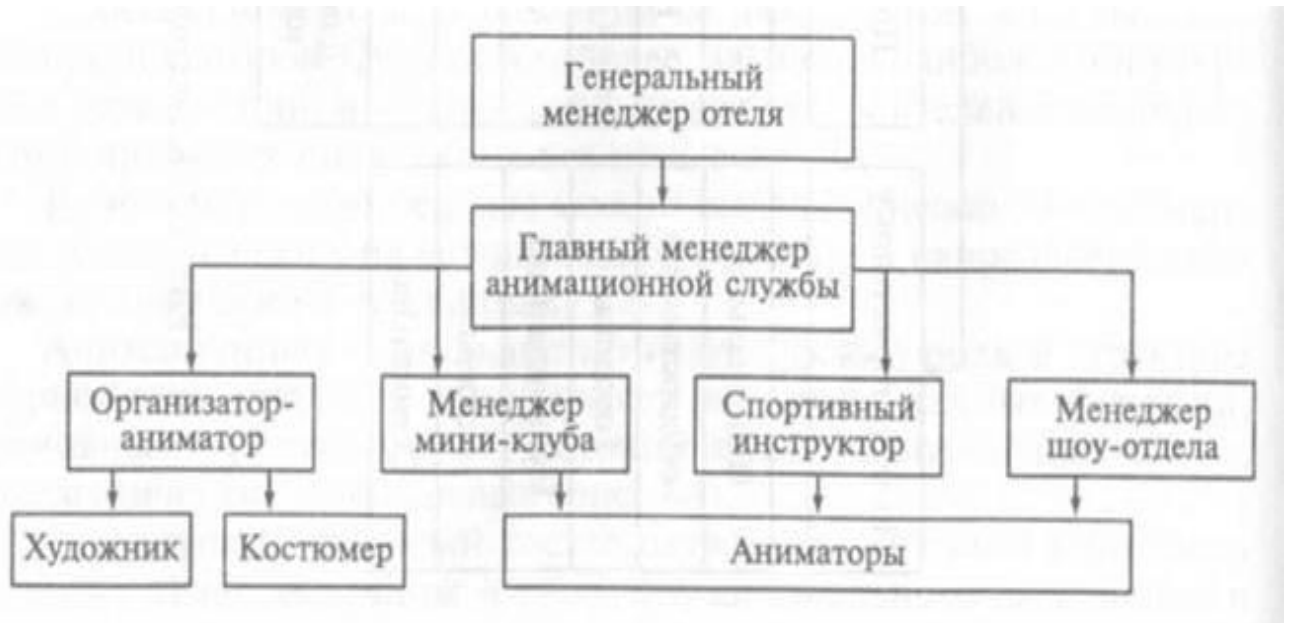 Генеральный
менеджер отеля
Главный менеджер
анимационной службы
Организатор-
аниматор
Менеджер
мини-клуба
Спортивный
инструктор
Менеджер
шоу-отдела
Художник
Костюмер
Аниматоры